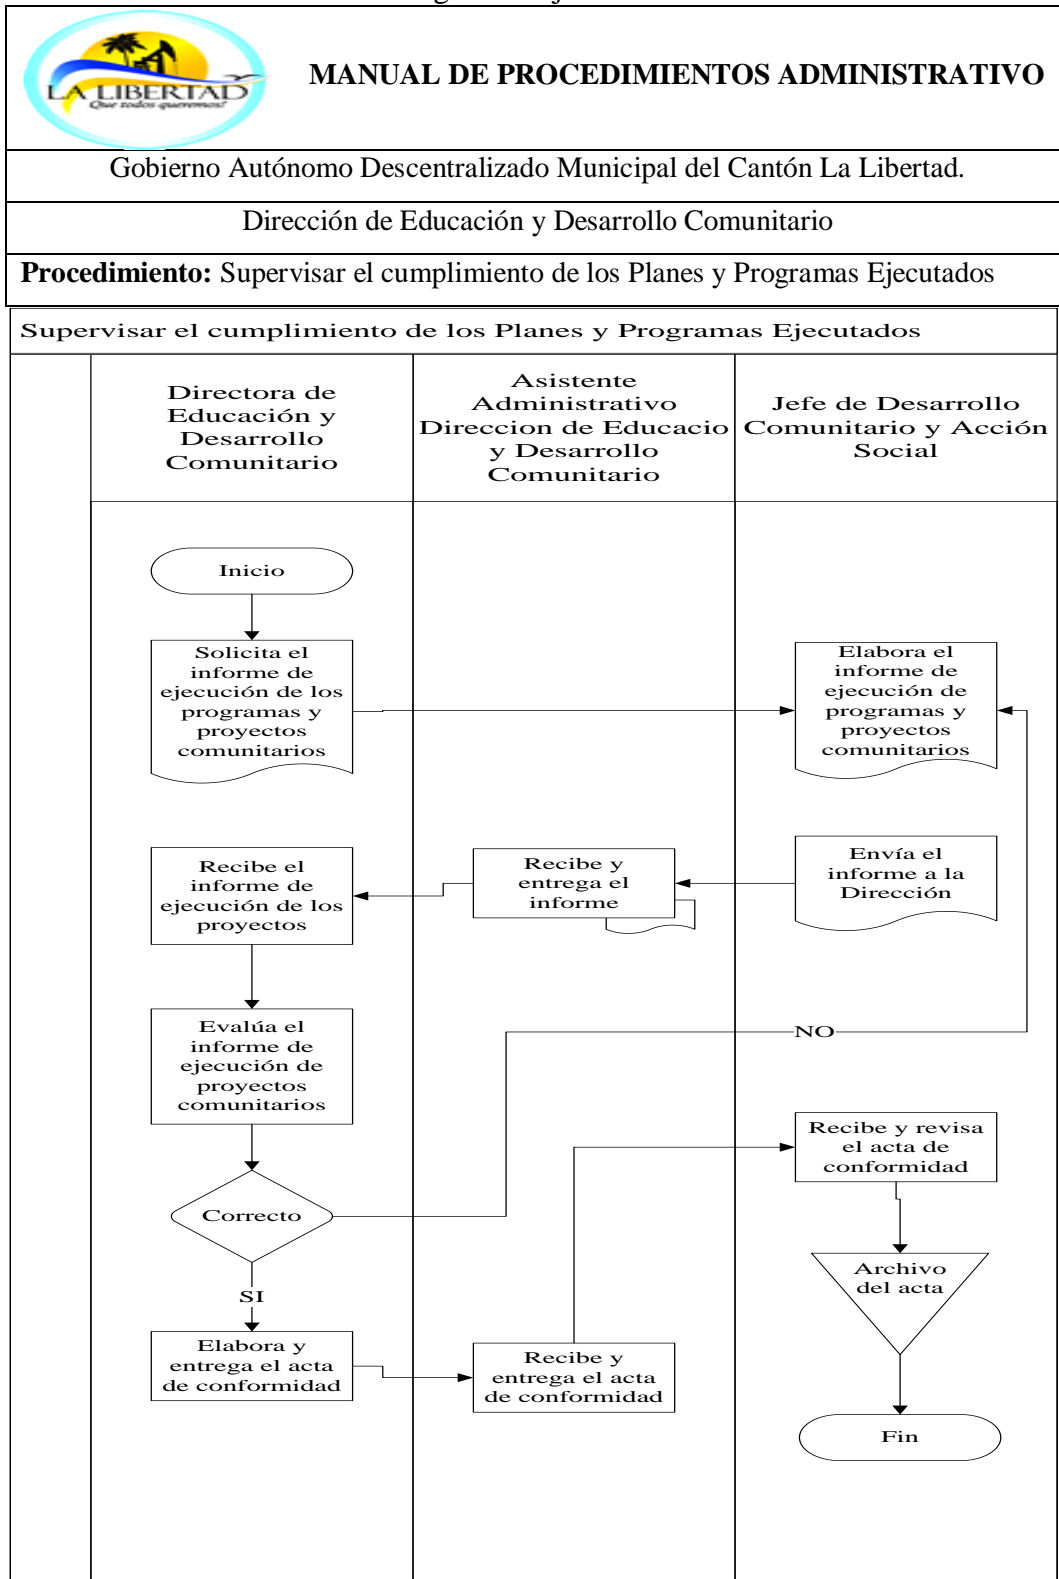 LA LIBERTAD
Que todos queremos!
MANUAL DE PROCEDIMIENTOS ADMINISTRATIVO
Gobierno Autónomo Descentralizado Municipal del Cantón La Libertad.
Dirección de Educación y Desarrollo Comunitario
Procedimiento: Supervisar el cumplimiento de los Planes y Programas Ejecutados
Supervisar el cumplimiento de los Planes y Programas Ejecutados
Directora de
Educación y
Desarrollo
Comunitario
Asistente
Administrativo
Direccion de Educacio
y Desarrollo
Comunitario
Jefe de Desarrollo
Comunitario y Acción
Social
Inicio
Solicita el
informe de
ejecución de los
programas y
proyectos
comunitarios
Elabora el
informe de
ejecución de
programas y
proyectos
comunitarios
Recibe el
informe de
ejecución de los
proyectos
Recibe y
entrega el
informe
Envía el
informe a la
Dirección
Evalúa el
informe de
ejecución de
proyectos
comunitarios
NO
Recibe y revisa
el acta de
conformidad
Correcto
Archivo
del acta
SI
Elabora y
entrega el acta
de conformidad
Recibe y
entrega el acta
de conformidad
Fin